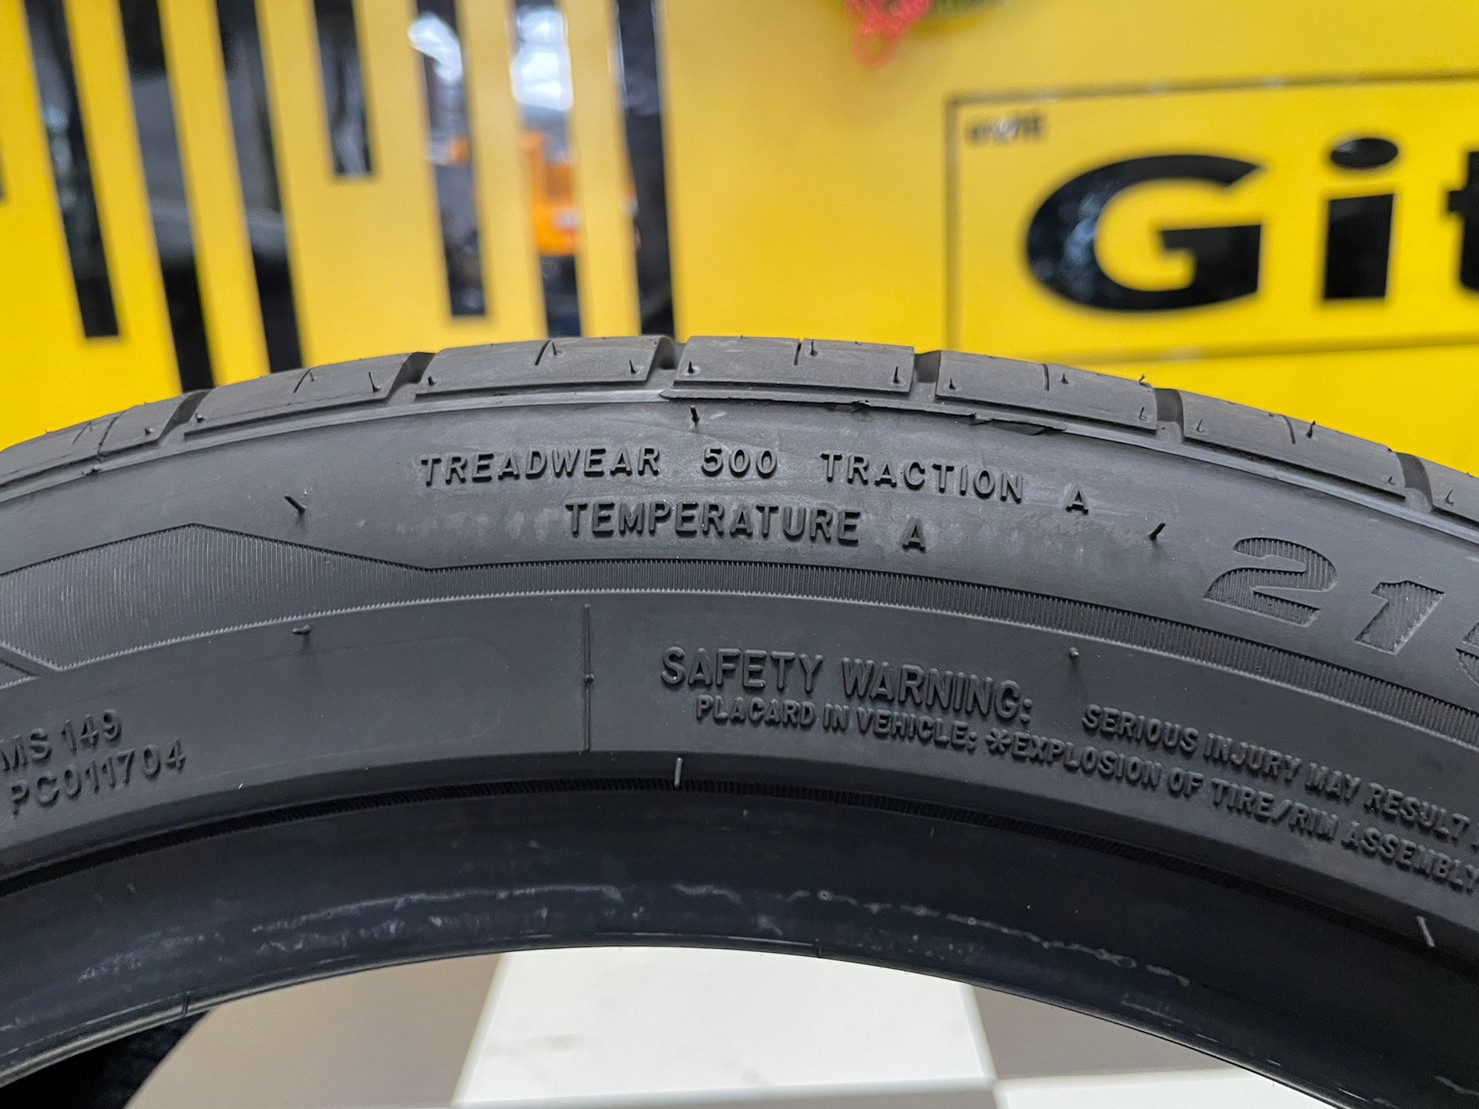 Git
TREADWEAR 500 TRACTION A
TEMPERATURE A
215
SAFETY WARNING: SERIOUS INJURY MAY RESULT
PLACARD IN VEHICLE; *EXPLOSION OF TIRE/RIM ASSEMBLY
MS 149
PC011704